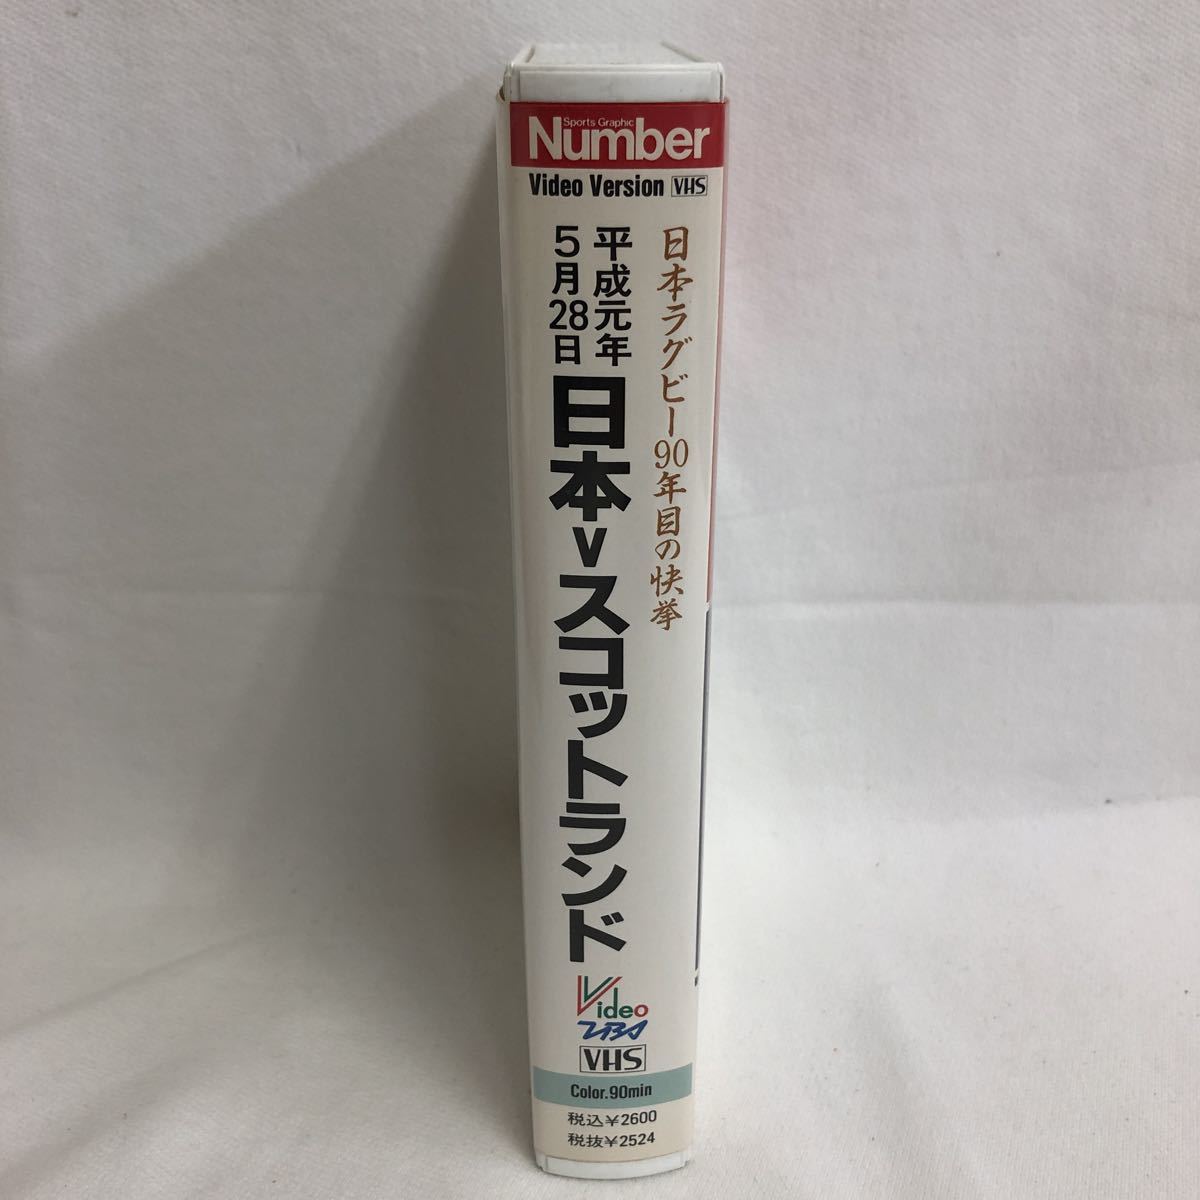 Sports Graphic
Number
Video Version VHS
日本ラグビー90年目の快挙
平成元年
5月28日
日本vスコットランド
Video
TBS
VHS
Color.90min
税込¥2600
税抜¥2524